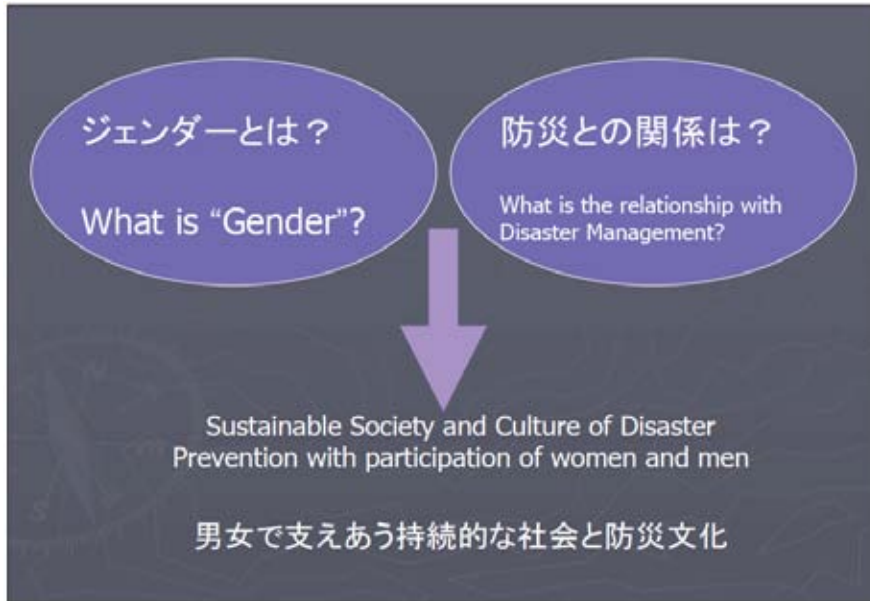 ジェンダーとは？
What is “Gender”?
防災との関係は？
What is the relationship with
Disaster Management?
Sustainable Society and Culture of Disaster
Prevention with participation of women and men
男女で支えあう持続的な社会と防災文化
N
S